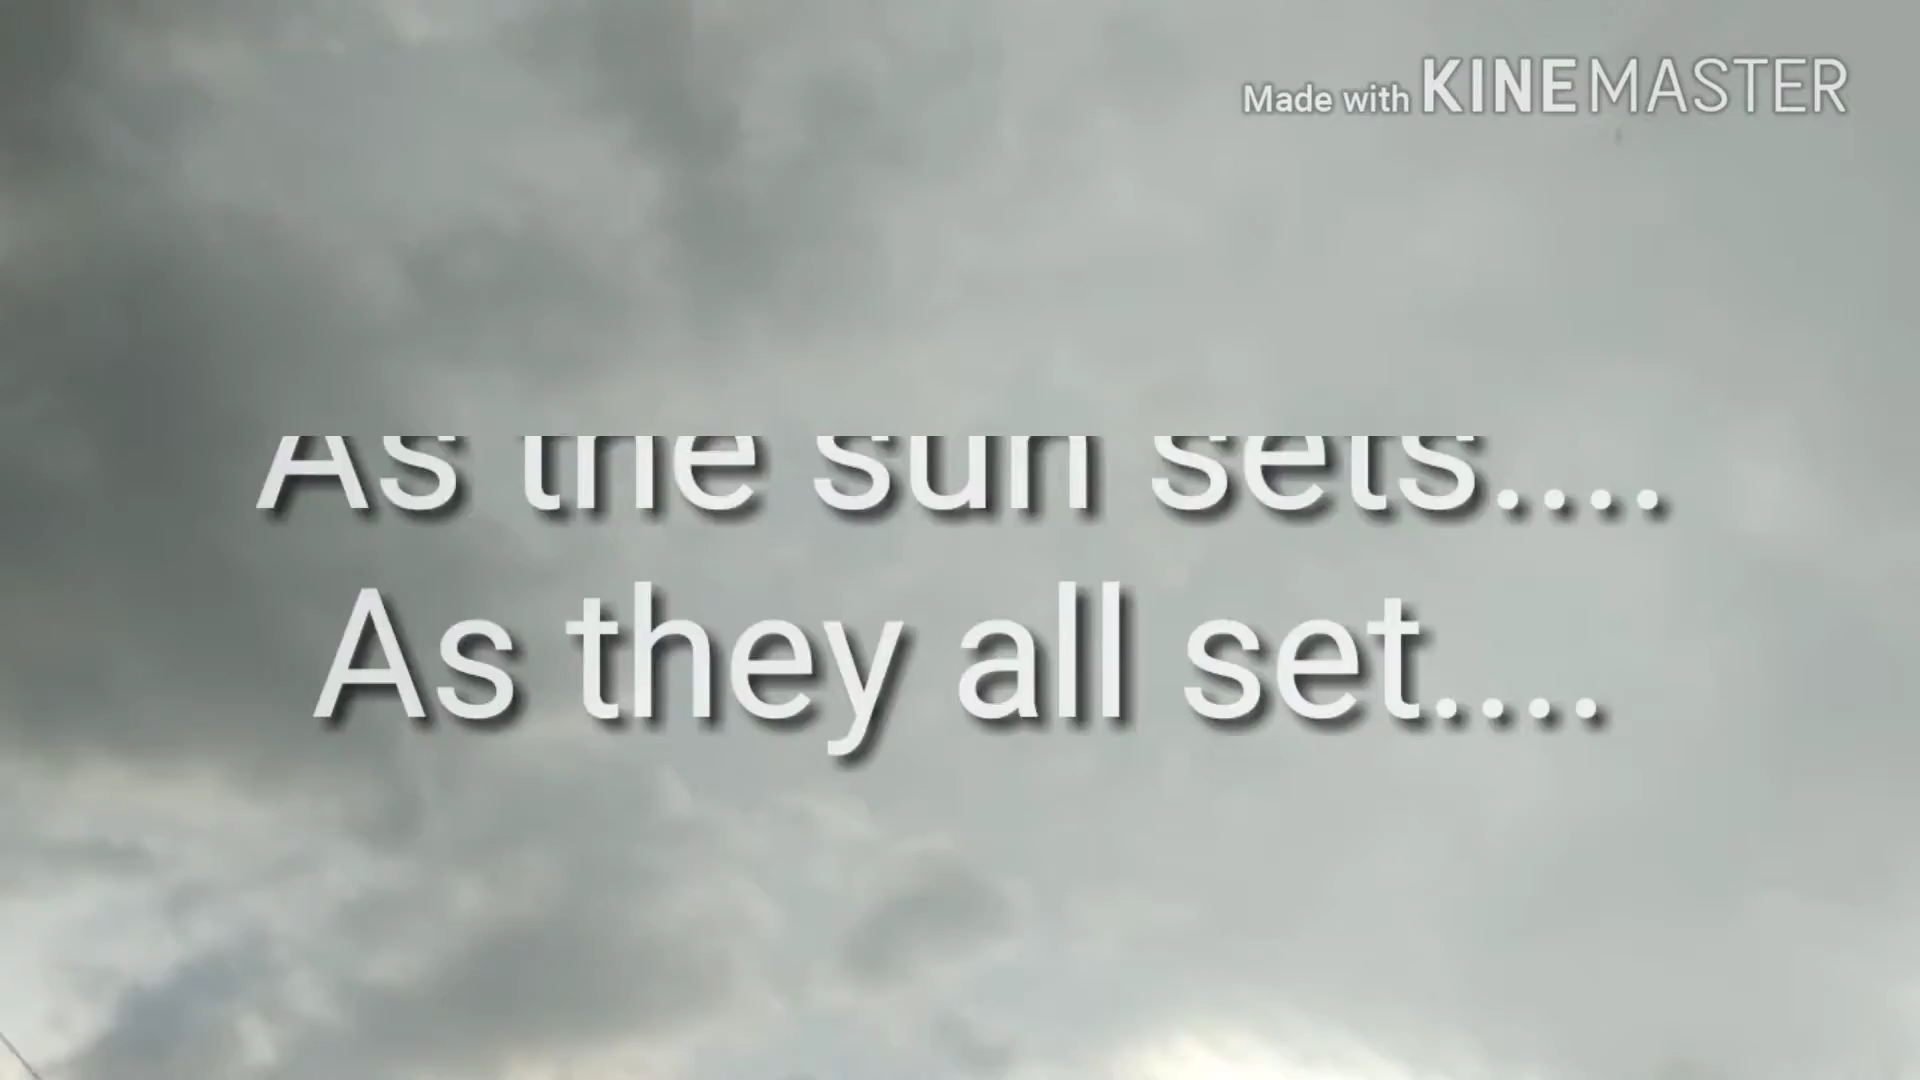 Made with KINEMASTER
As the sun sets....
As they all set....